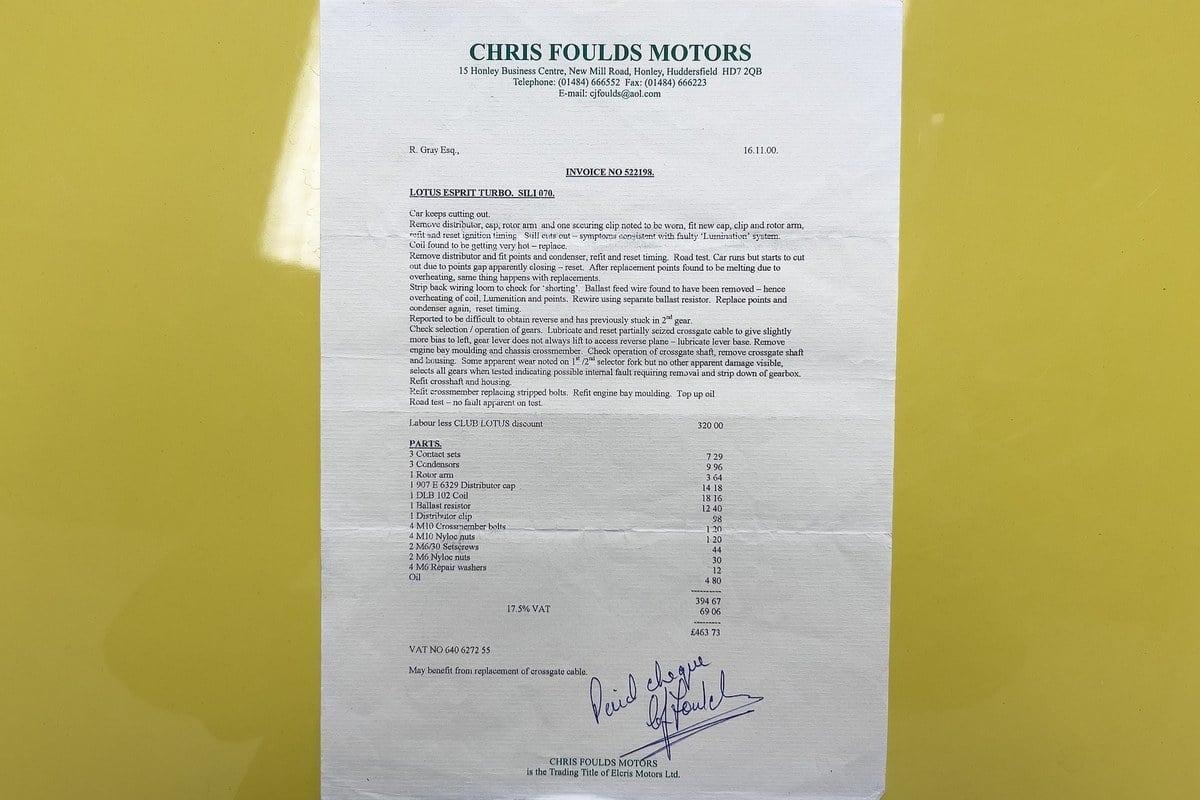 CHRIS FOULDS MOTORS
15 Honley Business Centre, New Mill Road, Honley, Huddersfield HD7 2QB
Telephone: (01484) 666552 Fax: (01484) 666223
E-mail: cjfoulds@aol.com
R. Gray Esq., 16.11.00.
INVOICE NO 522198.
LOTUS ESPRIT TURBO. SILI 070.
Car keeps cutting out.
Remove distributor, cap, rotor arm and one securing clip noted to be worn, fit new cap, clip and rotor arm,
refit and reset ignition timing. Still cuts out – symptoms consistent with faulty 'Lumination' system.
Coil found to be getting very hot – replace.
Remove distributor and fit points and condenser, refit and reset timing. Road test. Car runs but starts to cut
out due to points gap apparently closing – reset. After replacement points found to be melting due to
overheating, same thing happens with replacements.
Strip back wiring loom to check for 'shorting'. Ballast feed wire found to have been removed – hence
overheating of coil, Lumenition and points. Rewire using separate ballast resistor. Replace points and
condenser again, reset timing.
Reported to be difficult to obtain reverse and has previously stuck in 2nd gear.
Check selection / operation of gears. Lubricate and reset partially seized crossgate cable to give slightly
more bias to left, gear lever does not always lift to access reverse plane – lubricate lever base. Remove
engine bay moulding and chassis crossmember. Check operation of crossgate shaft, remove crossgate shaft
and housing. Some apparent wear noted on 1st /2nd selector fork but no other apparent damage visible,
selects all gears when tested indicating possible internal fault requiring removal and strip down of gearbox.
Refit crosshaft and housing.
Refit crossmember replacing stripped bolts. Refit engine bay moulding. Top up oil
Road test – no fault apparent on test.
Labour less CLUB LOTUS discount 320 00
PARTS.
3 Contact sets 7 29
3 Condensors 9 96
1 Rotor arm 3 64
1 907 E 6329 Distributor cap 14 18
1 DLB 102 Coil 18 16
1 Ballast resistor 12 40
1 Distributor clip 98
4 M10 Crossmember bolts 1 20
4 M10 Nyloc nuts 1 20
2 M6/30 Setscrews 44
2 M6 Nyloc nuts 30
4 M6 Repair washers 12
Oil 4 80
394 67
17.5% VAT 69 06
£463 73
VAT NO 640 6272 55
May benefit from replacement of crossgate cable.
Paid cheque
CJ Foulds
CHRIS FOULDS MOTORS
is the Trading Title of Elcris Motors Ltd.